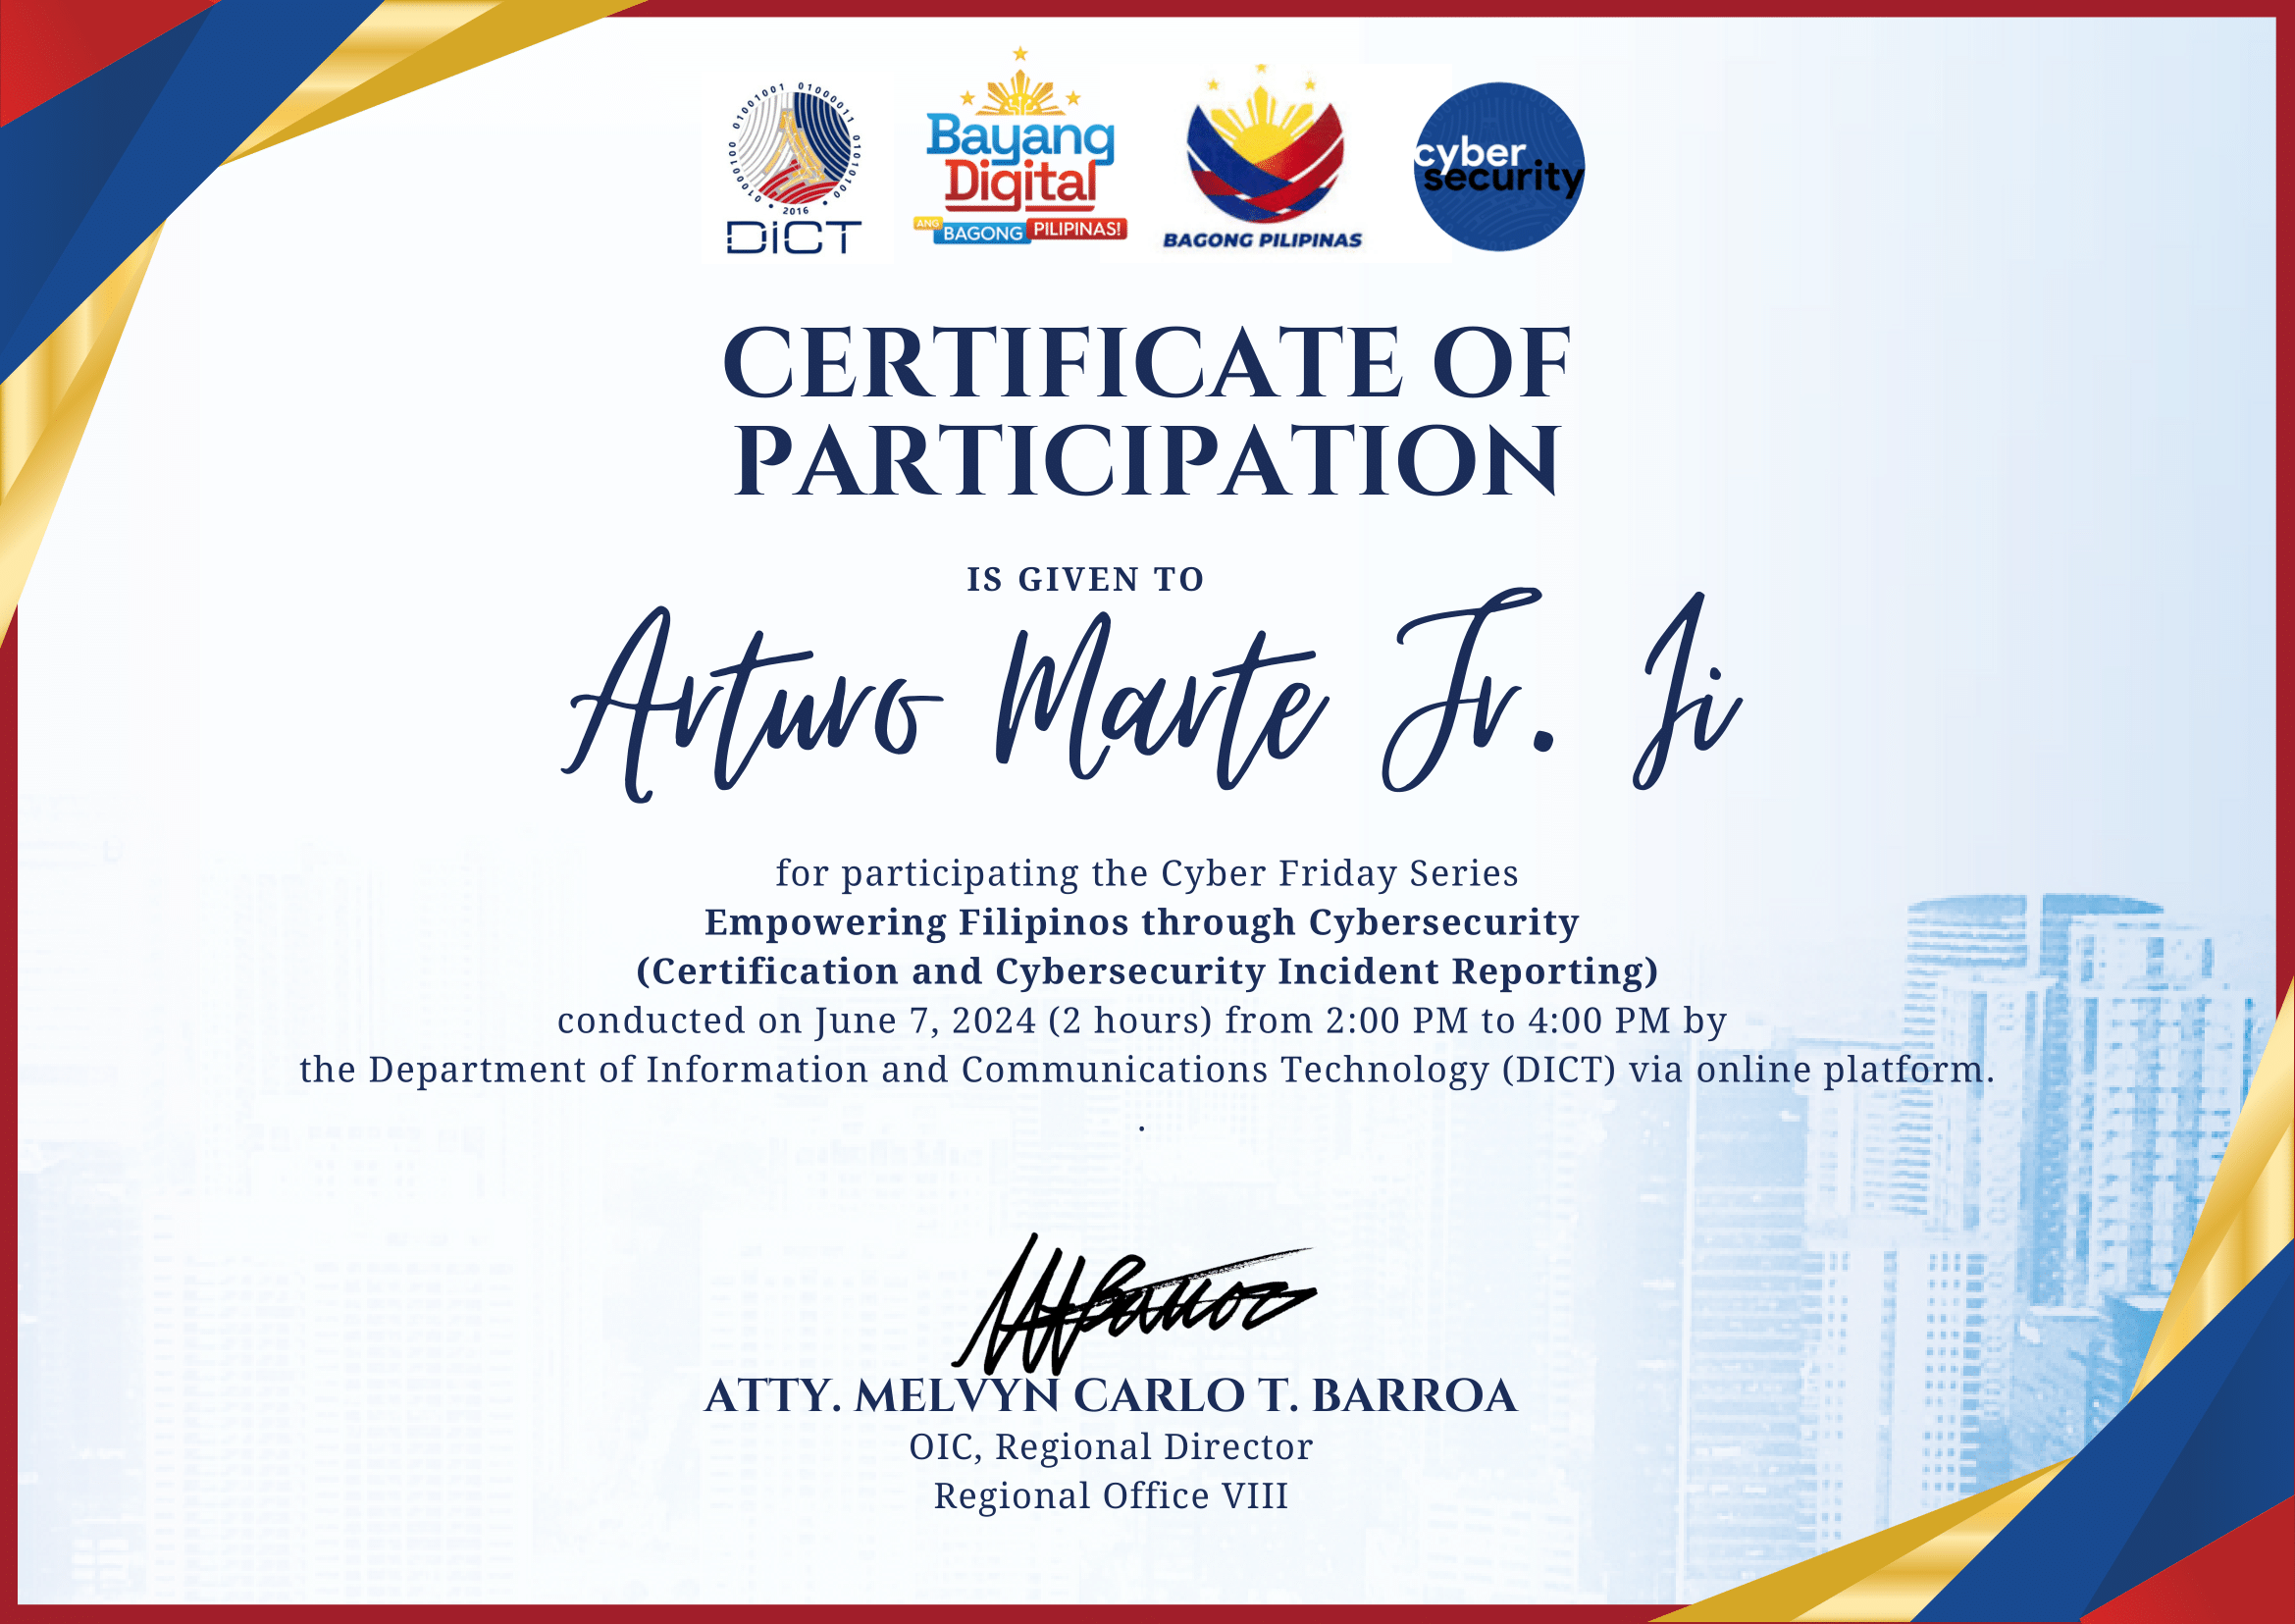 01000100 01001001 01000011 01010100
• 2016 •
DICT
Bayang
Digital
ANG BAGONG PILIPINAS!
BAGONG PILIPINAS
cyber
security
CERTIFICATE OF
PARTICIPATION
IS GIVEN TO
Arturo Marte Jr. Ji
for participating the Cyber Friday Series
Empowering Filipinos through Cybersecurity
(Certification and Cybersecurity Incident Reporting)
conducted on June 7, 2024 (2 hours) from 2:00 PM to 4:00 PM by
the Department of Information and Communications Technology (DICT) via online platform.
.
MBarroa
ATTY. MELVYN CARLO T. BARROA
OIC, Regional Director
Regional Office VIII